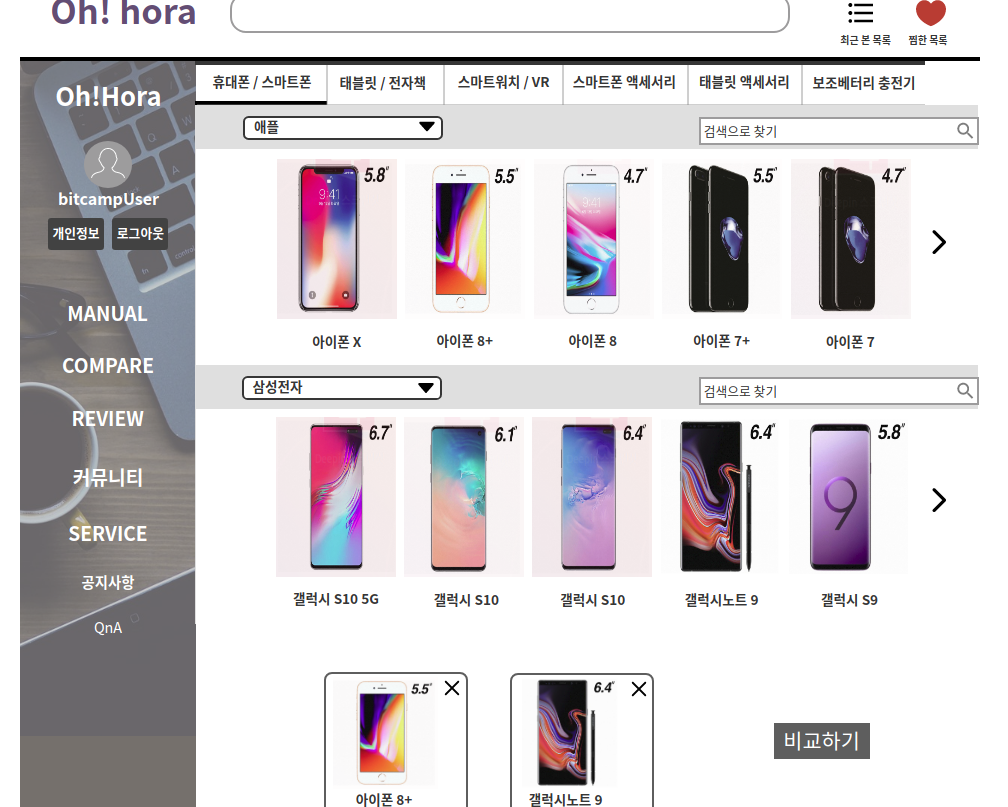 Oh! hora
최근 본 목록
찜한 목록
Oh!Hora
bitcampUser
개인정보
로그아웃
MANUAL
COMPARE
REVIEW
커뮤니티
SERVICE
공지사항
QnA
휴대폰 / 스마트폰
태블릿 / 전자책
스마트워치 / VR
스마트폰 액세서리
태블릿 액세서리
보조베터리 충전기
애플
검색으로 찾기
5.8"
5.5"
4.7"
5.5"
4.7"
9:41
9:41
아이폰 X
아이폰 8+
아이폰 8
아이폰 7+
아이폰 7
삼성전자
검색으로 찾기
6.7"
6.1"
6.4"
6.4"
5.8"
9
갤럭시 S10 5G
갤럭시 S10
갤럭시 S10
갤럭시노트 9
갤럭시 S9
5.5"
6.4"
아이폰 8+
갤럭시노트 9
비교하기